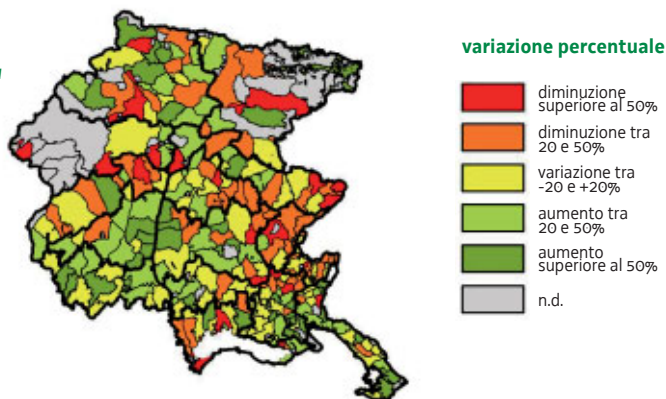 variazione percentuale
diminuzione
superiore al 50%
diminuzione tra
20 e 50%
variazione tra
-20 e +20%
aumento tra
20 e 50%
aumento
superiore al 50%
n.d.